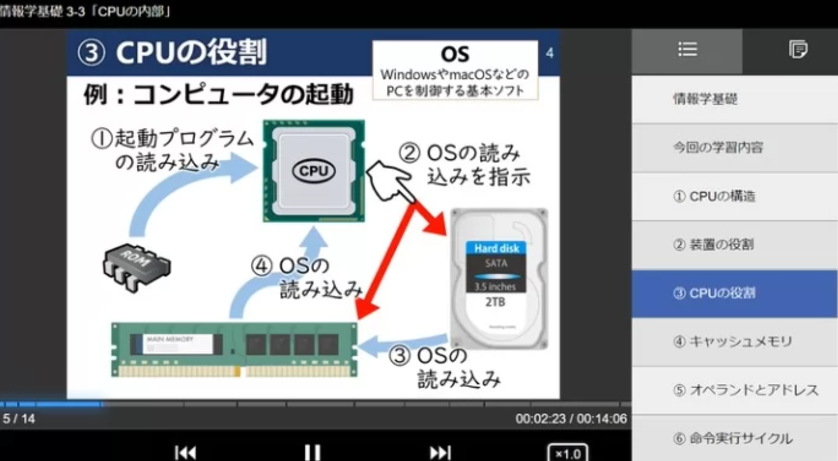 情報学基礎 3-3「CPUの内部」
③ CPUの役割
4
OS
WindowsやmacOSなどの
PCを制御する基本ソフト
例：コンピュータの起動
①起動プログラム
の読み込み
CPU
② OSの読み
込みを指示
ROM
Hard disk
SATA
3.5 inches
2TB
④ OSの
読み込み
MAIN MEMORY
③ OSの
読み込み
情報学基礎
今回の学習内容
① CPUの構造
② 装置の役割
③ CPUの役割
④ キャッシュメモリ
⑤ オペランドとアドレス
⑥ 命令実行サイクル
5 / 14
00:02:23 / 00:14:06
×1.0